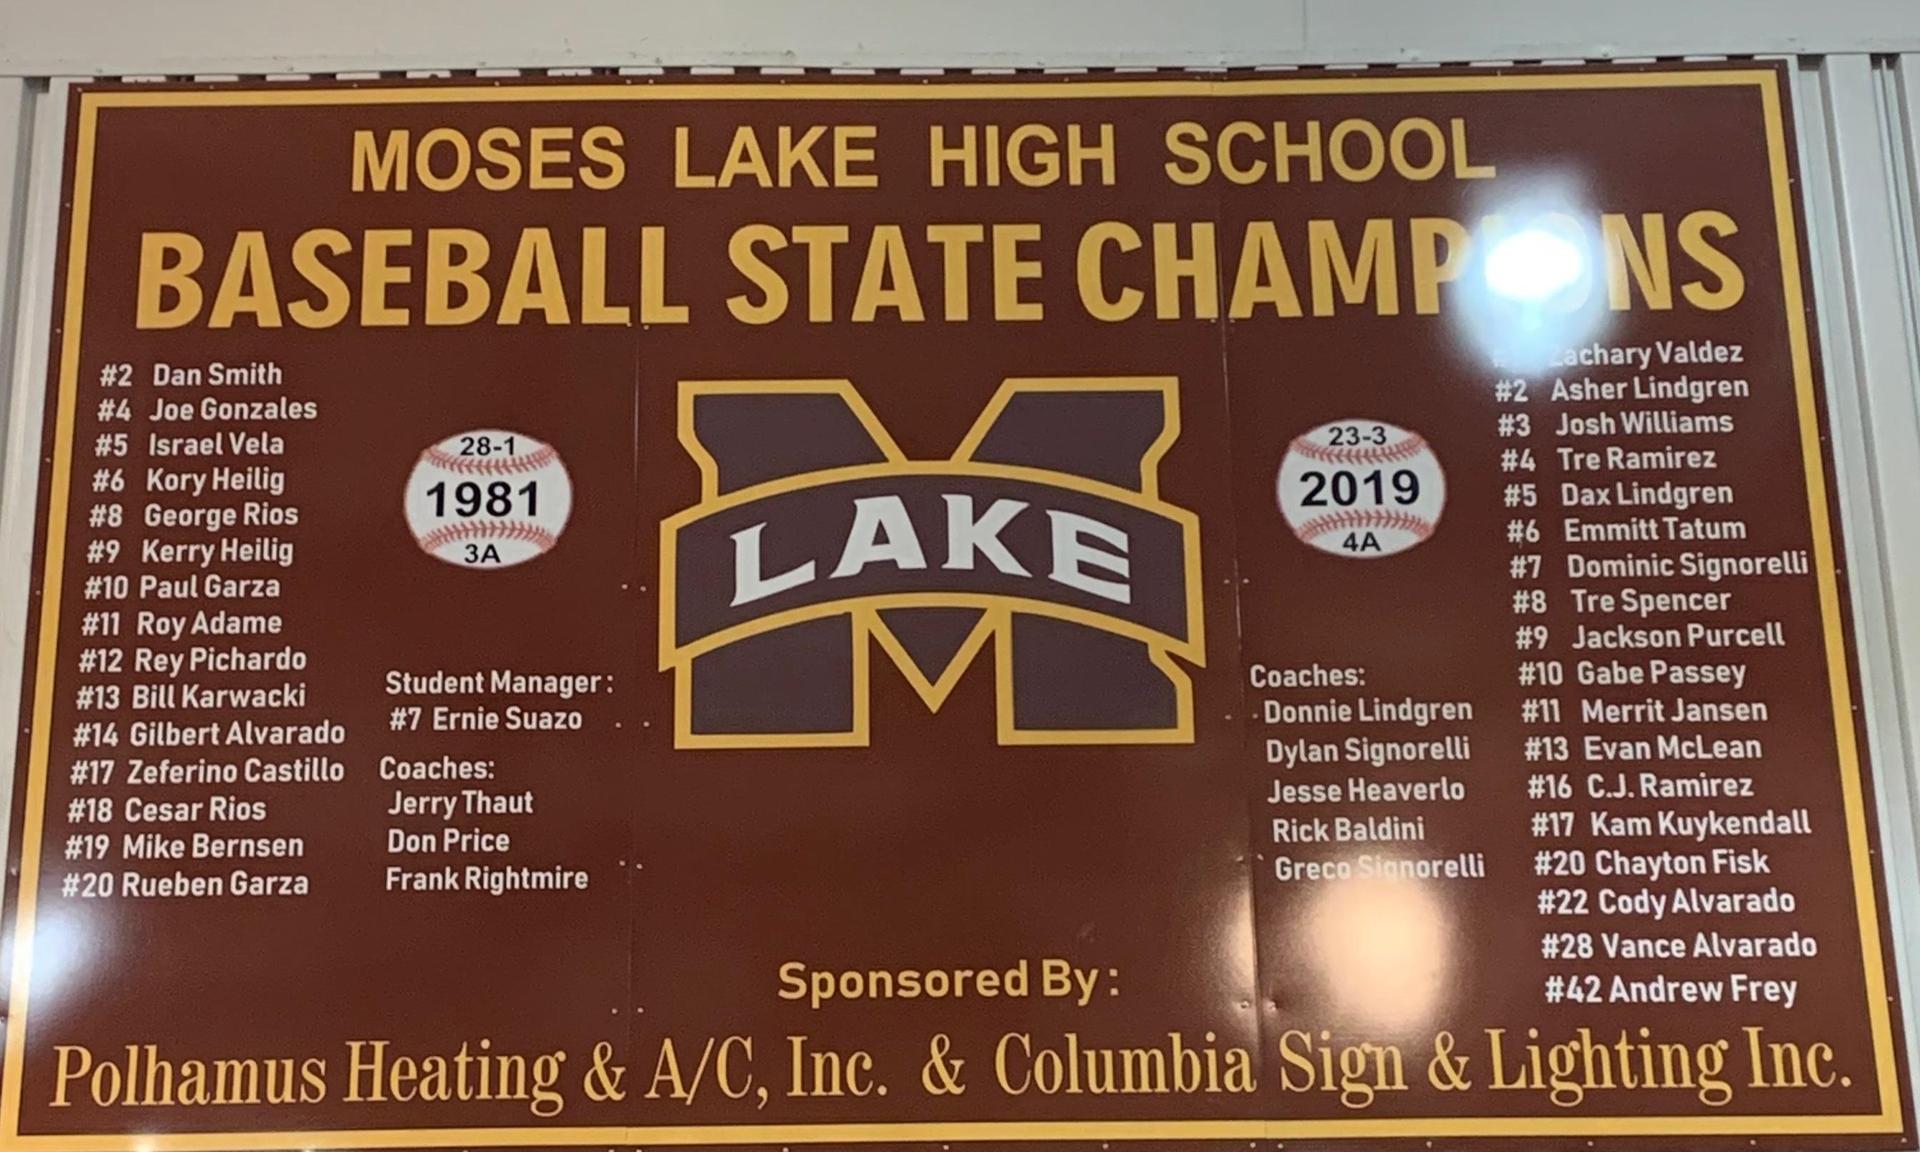 MOSES LAKE HIGH SCHOOL
BASEBALL STATE CHAMPIONS
#2 Dan Smith
#4 Joe Gonzales
#5 Israel Vela
#6 Kory Heilig
#8 George Rios
#9 Kerry Heilig
#10 Paul Garza
#11 Roy Adame
#12 Rey Pichardo
#13 Bill Karwacki
#14 Gilbert Alvarado
#17 Zeferino Castillo
#18 Cesar Rios
#19 Mike Bernsen
#20 Rueben Garza
28-1
1981
3A
Student Manager:
#7 Ernie Suazo
Coaches:
Jerry Thaut
Don Price
Frank Rightmire
LAKE
23-3
2019
4A
Coaches:
Donnie Lindgren
Dylan Signorelli
Jesse Heaverlo
Rick Baldini
Greco Signorelli
Zachary Valdez
#2 Asher Lindgren
#3 Josh Williams
#4 Tre Ramirez
#5 Dax Lindgren
#6 Emmitt Tatum
#7 Dominic Signorelli
#8 Tre Spencer
#9 Jackson Purcell
#10 Gabe Passey
#11 Merrit Jansen
#13 Evan McLean
#16 C.J. Ramirez
#17 Kam Kuykendall
#20 Chayton Fisk
#22 Cody Alvarado
#28 Vance Alvarado
#42 Andrew Frey
Sponsored By:
Polhamus Heating & A/C, Inc. & Columbia Sign & Lighting Inc.